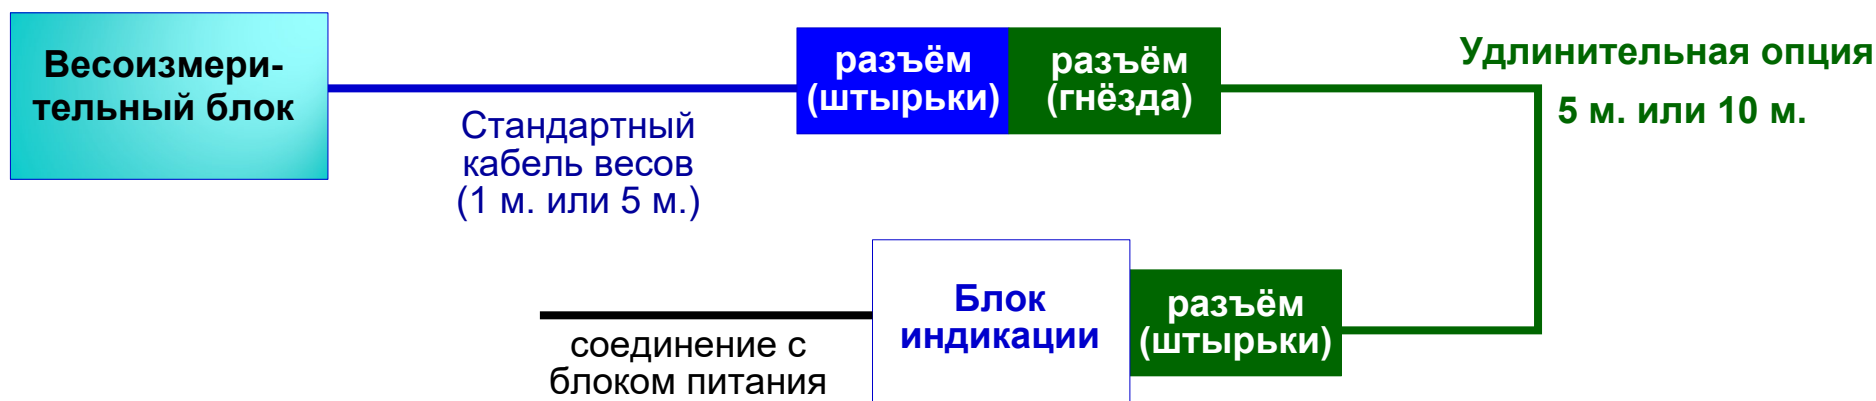 Весоизмери-
тельный блок
Стандартный
кабель весов
(1 м. или 5 м.)
разъём
(штырьки)
разъём
(гнёзда)
Удлинительная опция
5 м. или 10 м.
соединение с
блоком питания
Блок
индикации
разъём
(штырьки)